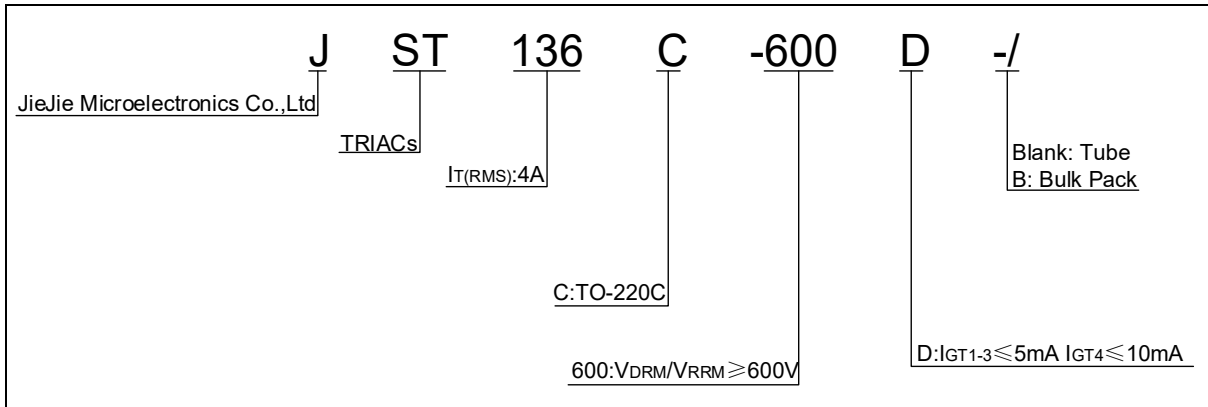 J ST 136 C -600 D -/
JieJie Microelectronics Co.,Ltd
TRIACs
IT(RMS):4A
Blank: Tube
B: Bulk Pack
C:TO-220C
D:IGT1-3≤5mA IGT4≤10mA
600:VDRM/VRRM≥600V